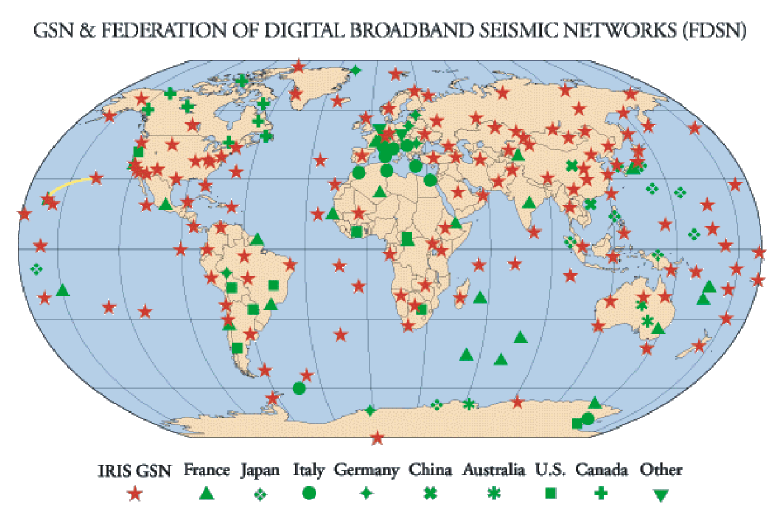 GSN & FEDERATION OF DIGITAL BROADBAND SEISMIC NETWORKS (FDSN)
IRIS GSN France Japan Italy Germany China Australia U.S. Canada Other